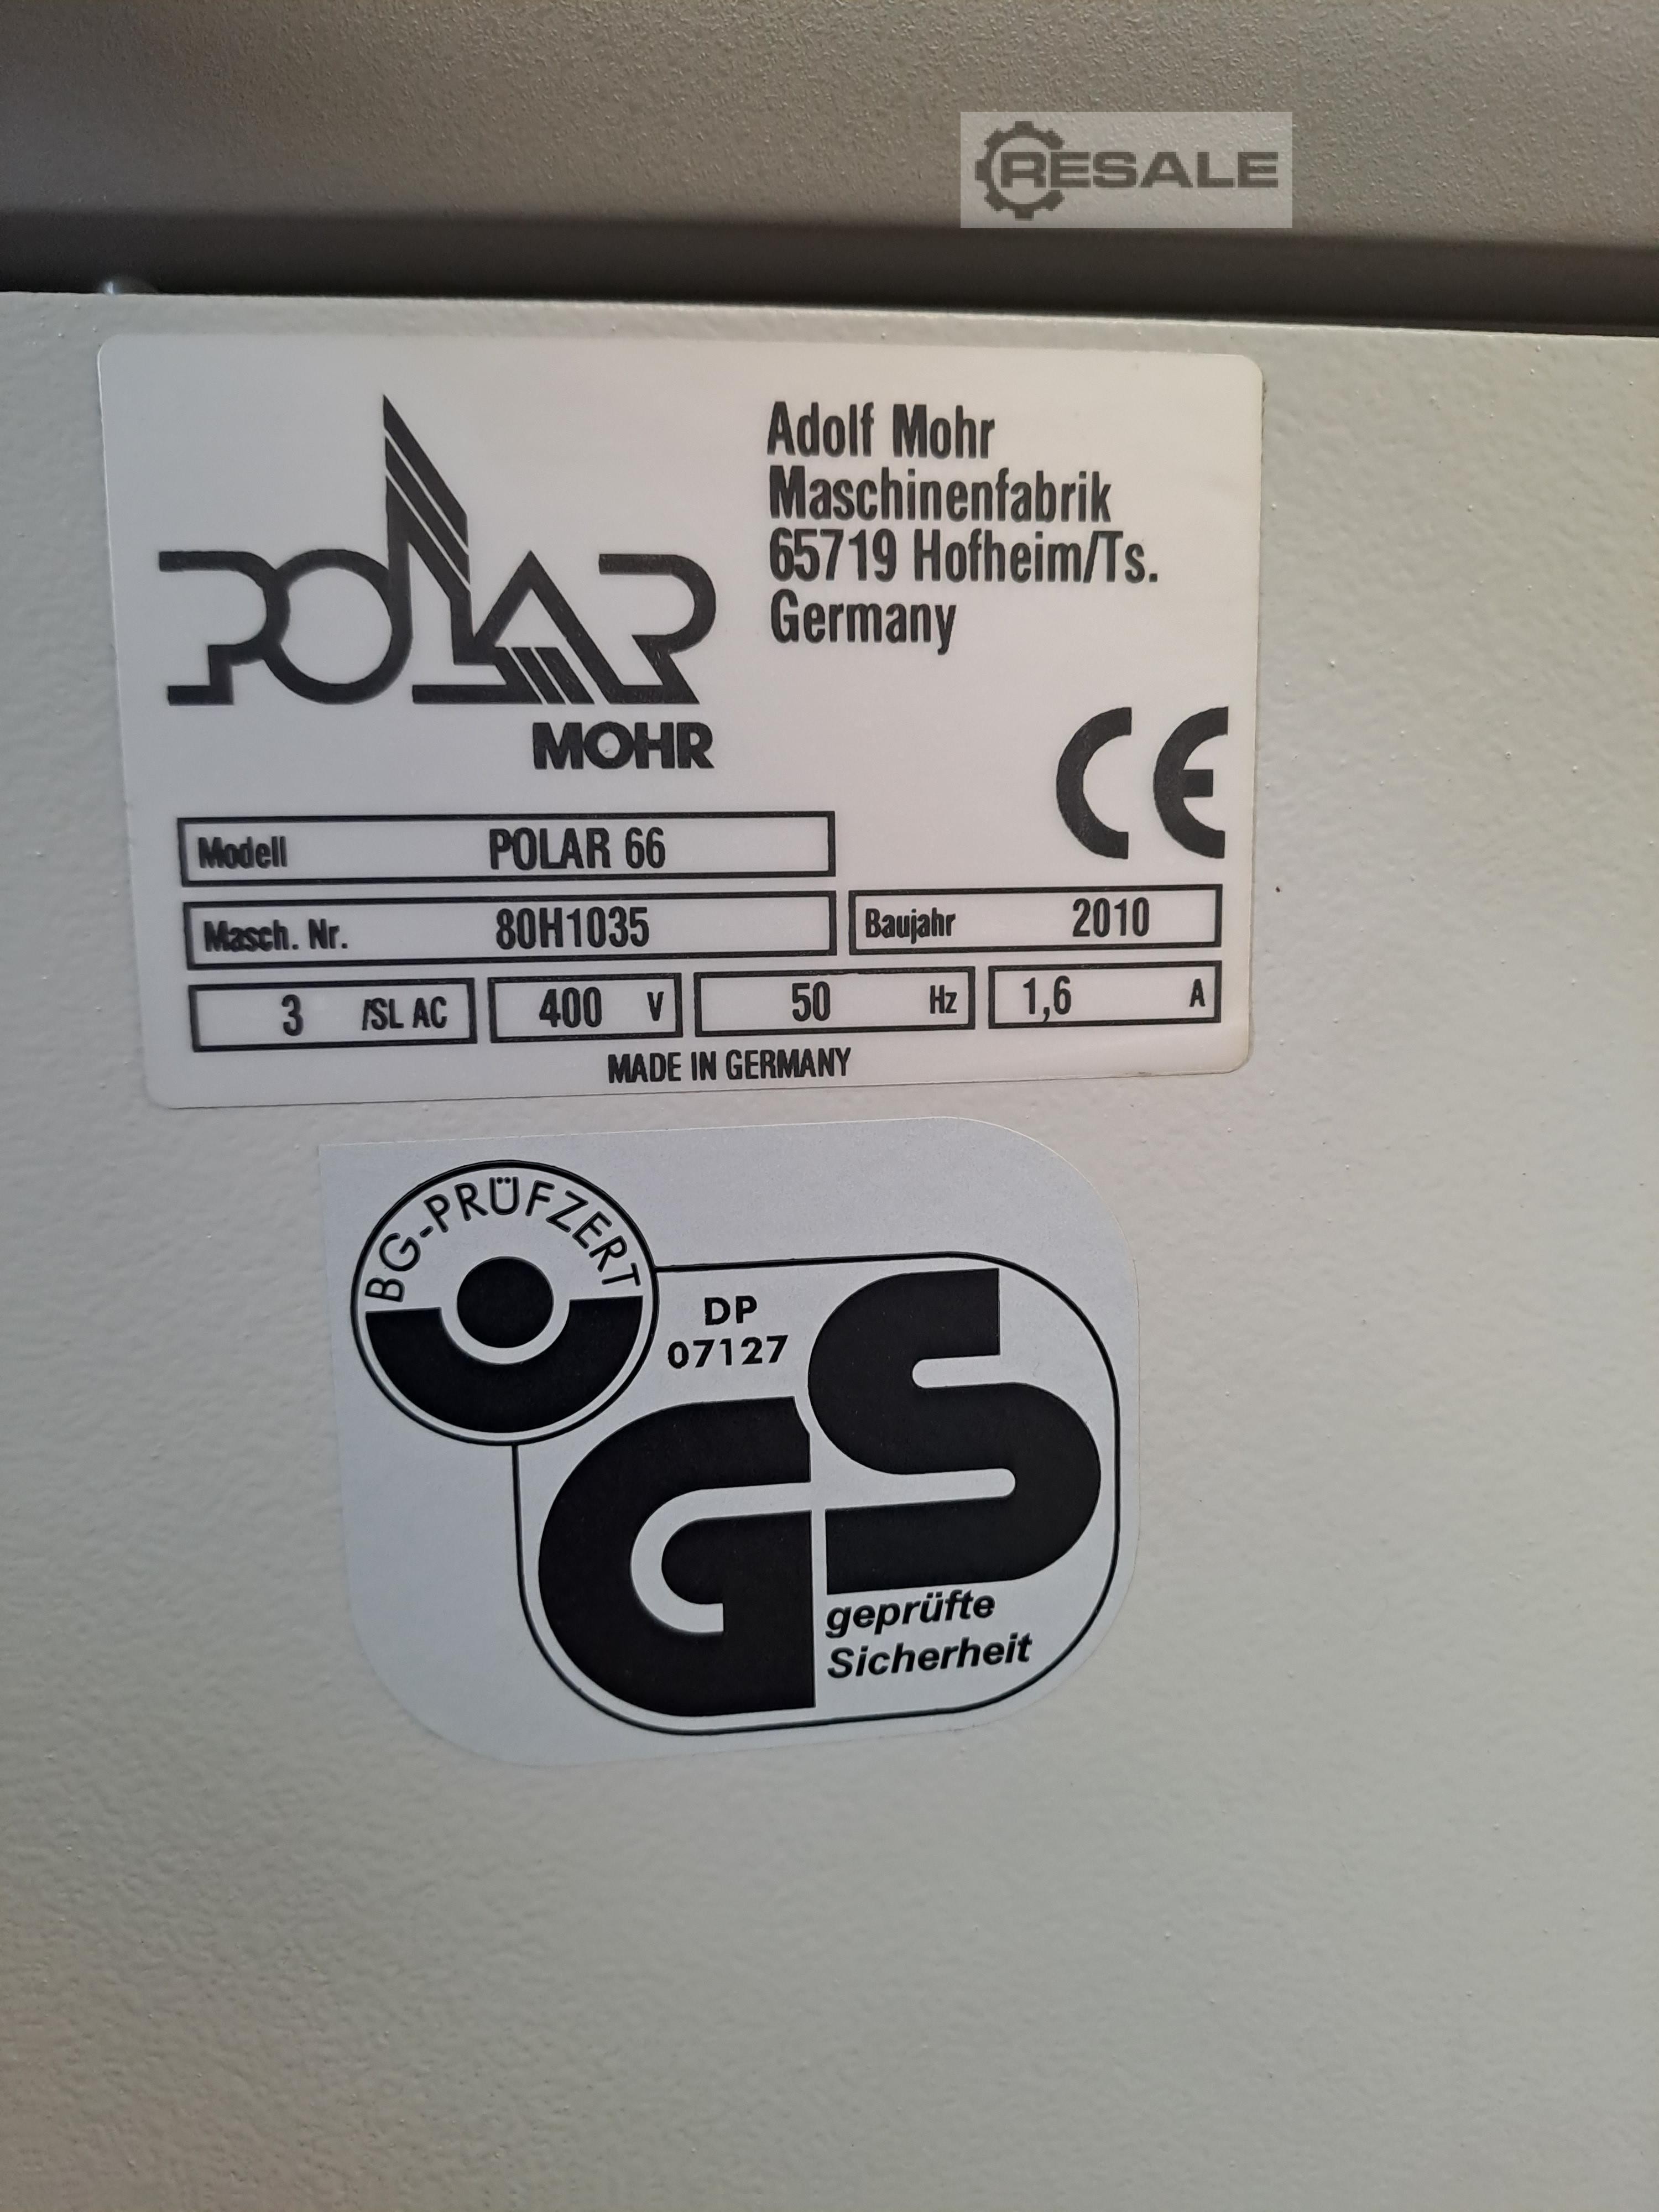 RESALE
Adolf Mohr
Maschinenfabrik
65719 Hofheim/Ts.
Germany
POLAR
MOHR
CE
Modell POLAR 66
Masch. Nr. 80H1035 Baujahr 2010
3 /SL AC 400 V 50 Hz 1,6 A
MADE IN GERMANY
BG-PRÜFZERT
DP
07127
GS
geprüfte
Sicherheit